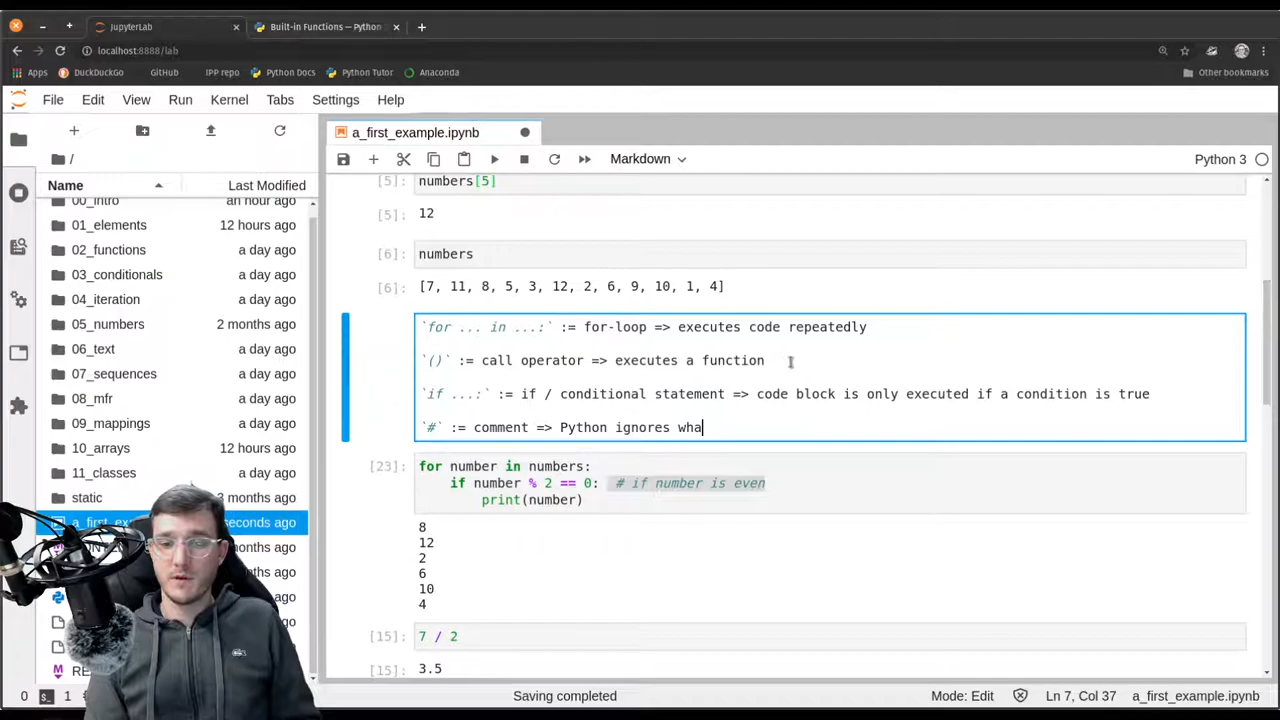 JupyterLab
Built-in Functions — Python
localhost:8888/lab
Apps DuckDuckGo GitHub IPP repo Python Docs Python Tutor Anaconda Other bookmarks
File Edit View Run Kernel Tabs Settings Help
a_first_example.ipynb
/
Markdown
Python 3
Name Last Modified
00_intro an hour ago
01_elements 12 hours ago
02_functions a day ago
03_conditionals a day ago
04_iteration a day ago
05_numbers 2 months ago
06_text a day ago
07_sequences a day ago
08_mfr a day ago
09_mappings a day ago
10_arrays a day ago
11_classes a day ago
static months ago
a_first_ex seconds ago
months ago
ago
ago
ago
ago
RE ago
[5]: numbers[5]
[5]: 12
[6]: numbers
[6]: [7, 11, 8, 5, 3, 12, 2, 6, 9, 10, 1, 4]
`for ... in ...:` := for-loop => executes code repeatedly
`()` := call operator => executes a function
`if ...:` := if / conditional statement => code block is only executed if a condition is true
`#` := comment => Python ignores wha
[23]: for number in numbers:
if number % 2 == 0: # if number is even
print(number)
8
12
2
6
10
4
[15]: 7 / 2
[15]: 3.5
0 1 Saving completed Mode: Edit Ln 7, Col 37 a_first_example.ipynb